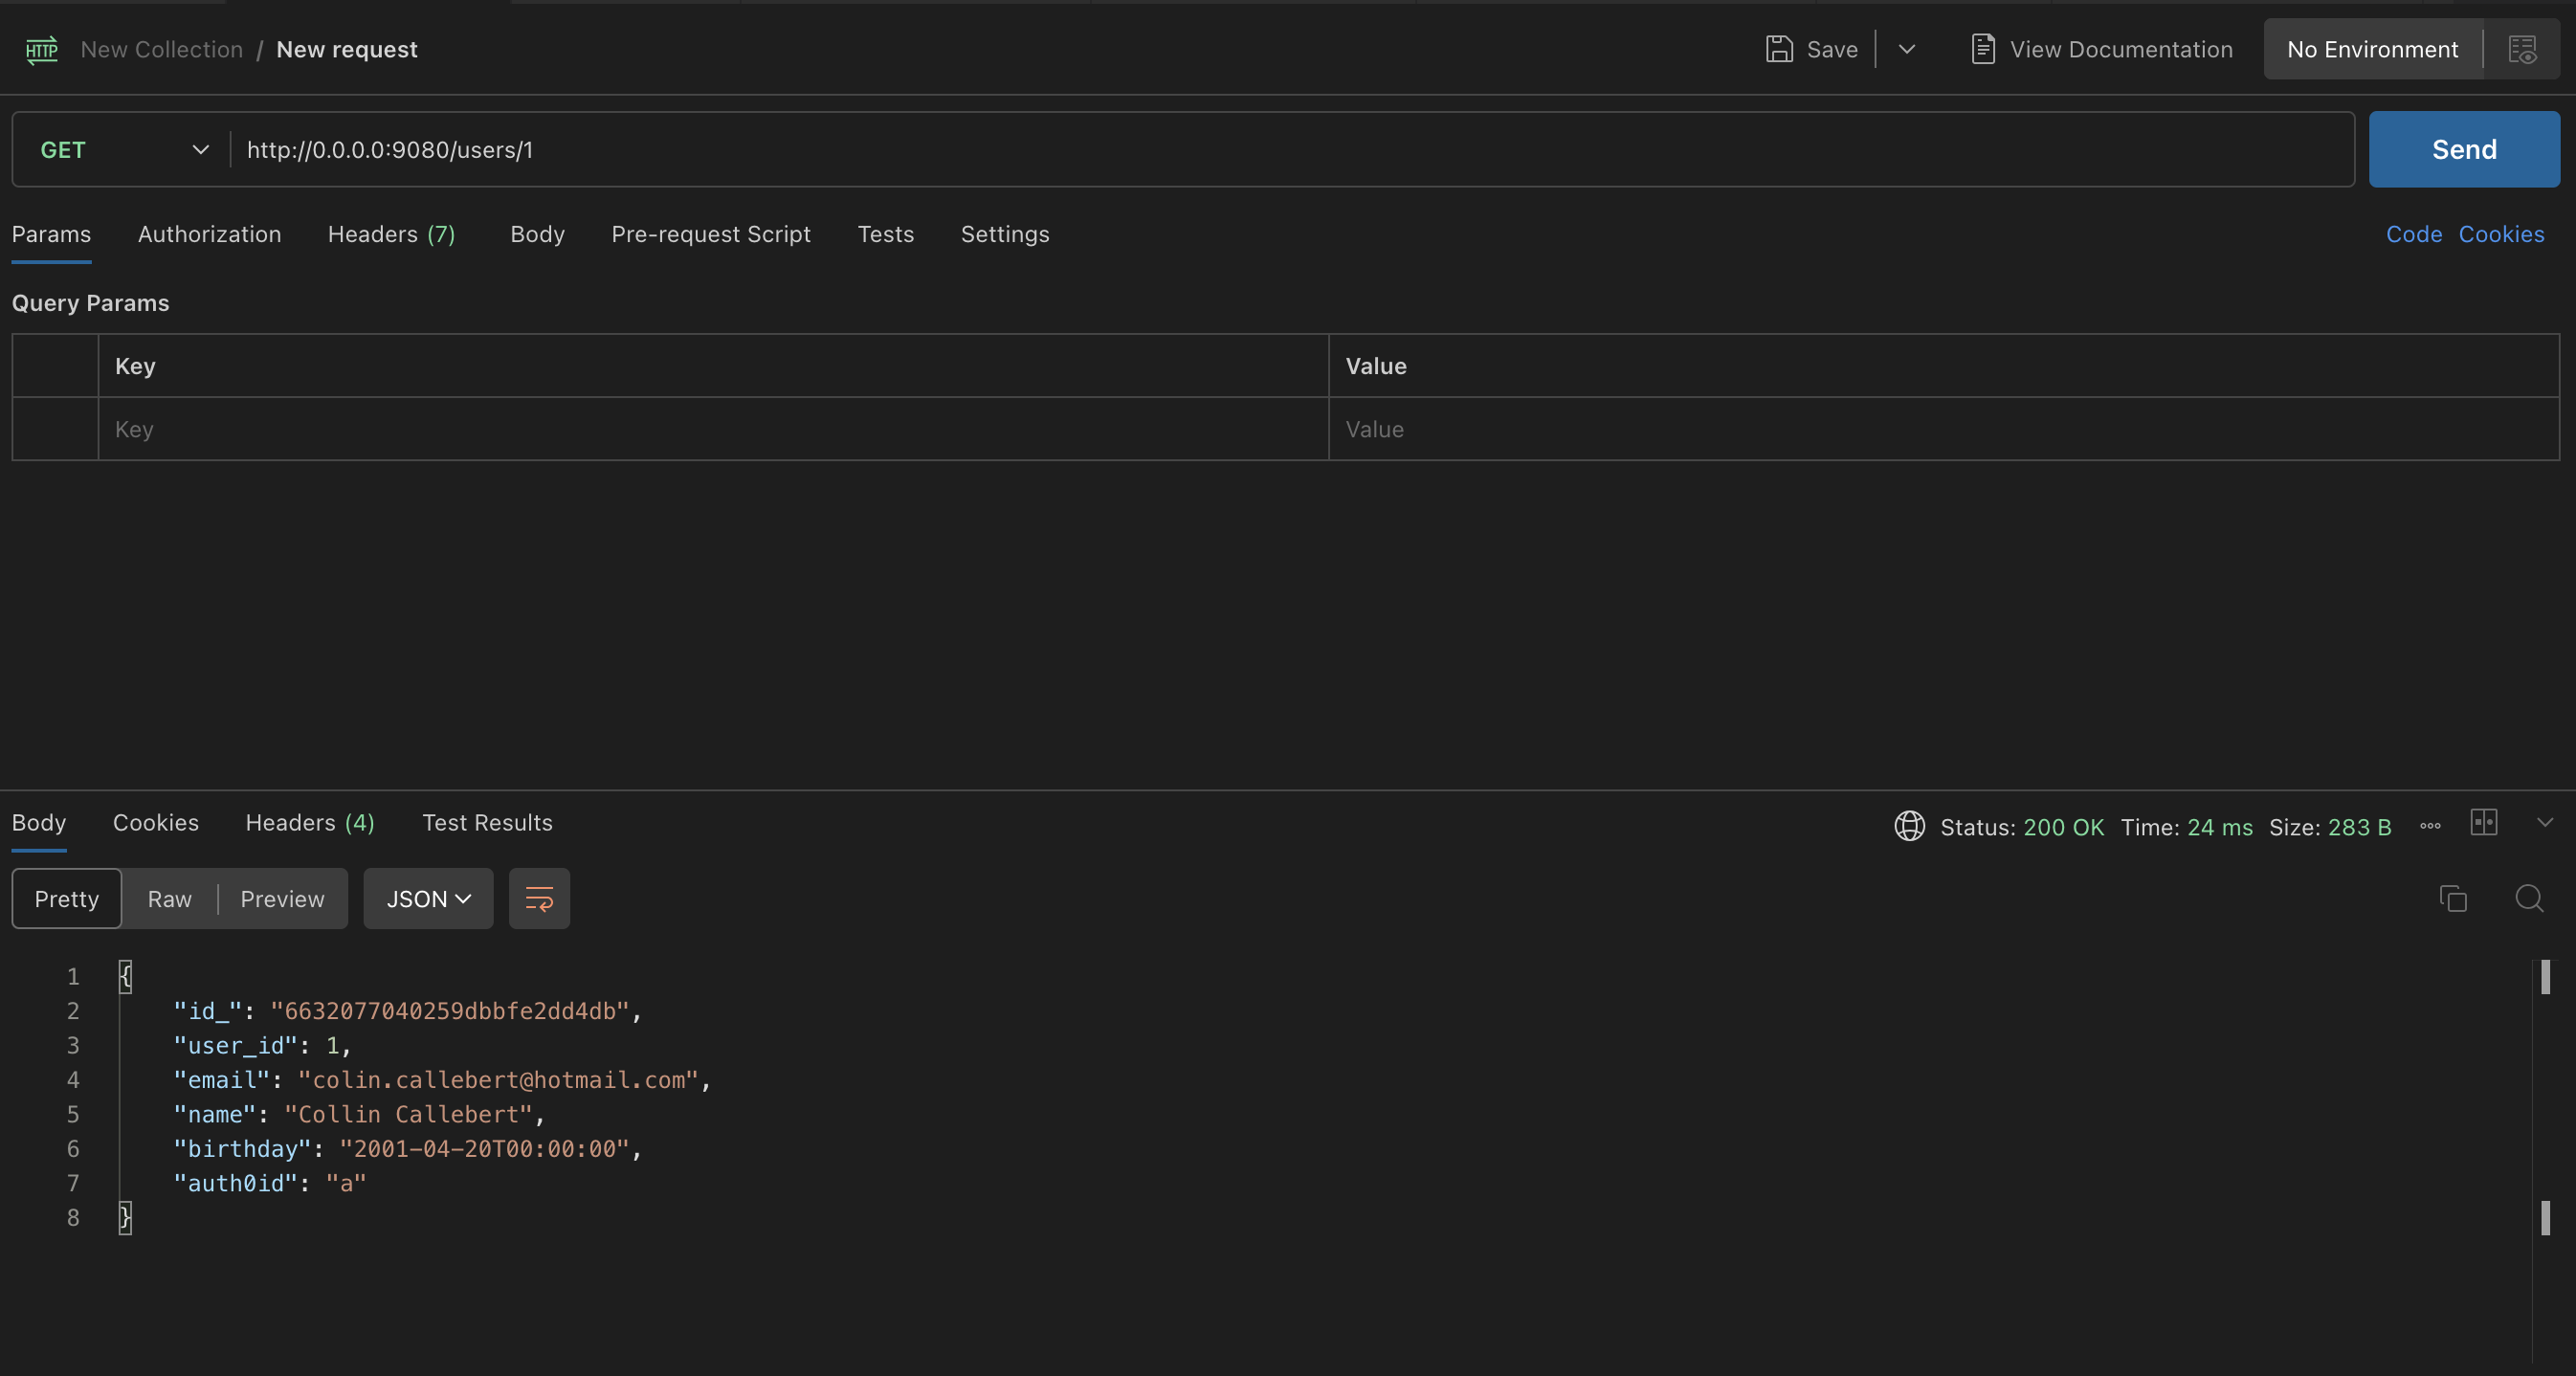 HTTP New Collection / New request Save View Documentation No Environment
GET http://0.0.0.0:9080/users/1 Send
Params Authorization Headers (7) Body Pre-request Script Tests Settings Code Cookies
Query Params
Key Value
Key Value
Body Cookies Headers (4) Test Results Status: 200 OK Time: 24 ms Size: 283 B
Pretty Raw Preview JSON
1 {
2 "id_": "6632077040259dbbfe2dd4db",
3 "user_id": 1,
4 "email": "colin.callebert@hotmail.com",
5 "name": "Collin Callebert",
6 "birthday": "2001-04-20T00:00:00",
7 "auth0id": "a"
8 }